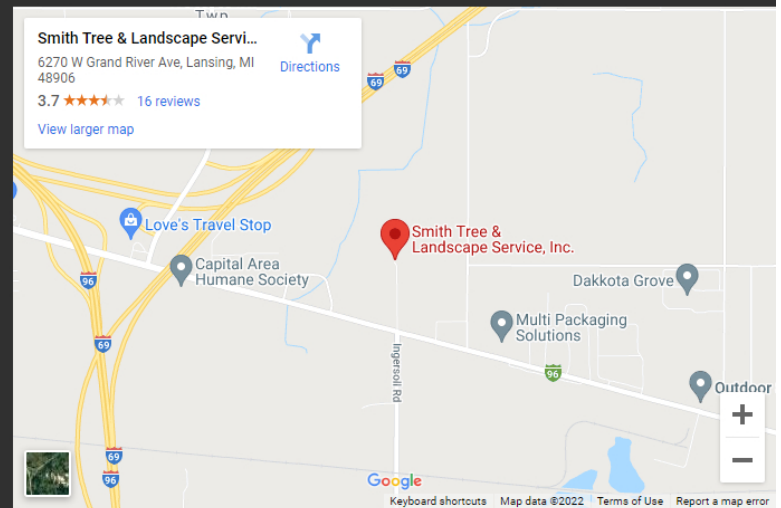 Twp
Smith Tree & Landscape Servi...
6270 W Grand River Ave, Lansing, MI
48906
3.7
16 reviews
View larger map
Directions
69
69
Love's Travel Stop
Smith Tree &
Landscape Service, Inc.
Capital Area
Humane Society
96
Dakkota Grove
Multi Packaging
Solutions
69
Ingersoll Rd
96
Outdoor
+
−
69
96
Google
Keyboard shortcuts Map data ©2022 Terms of Use Report a map error